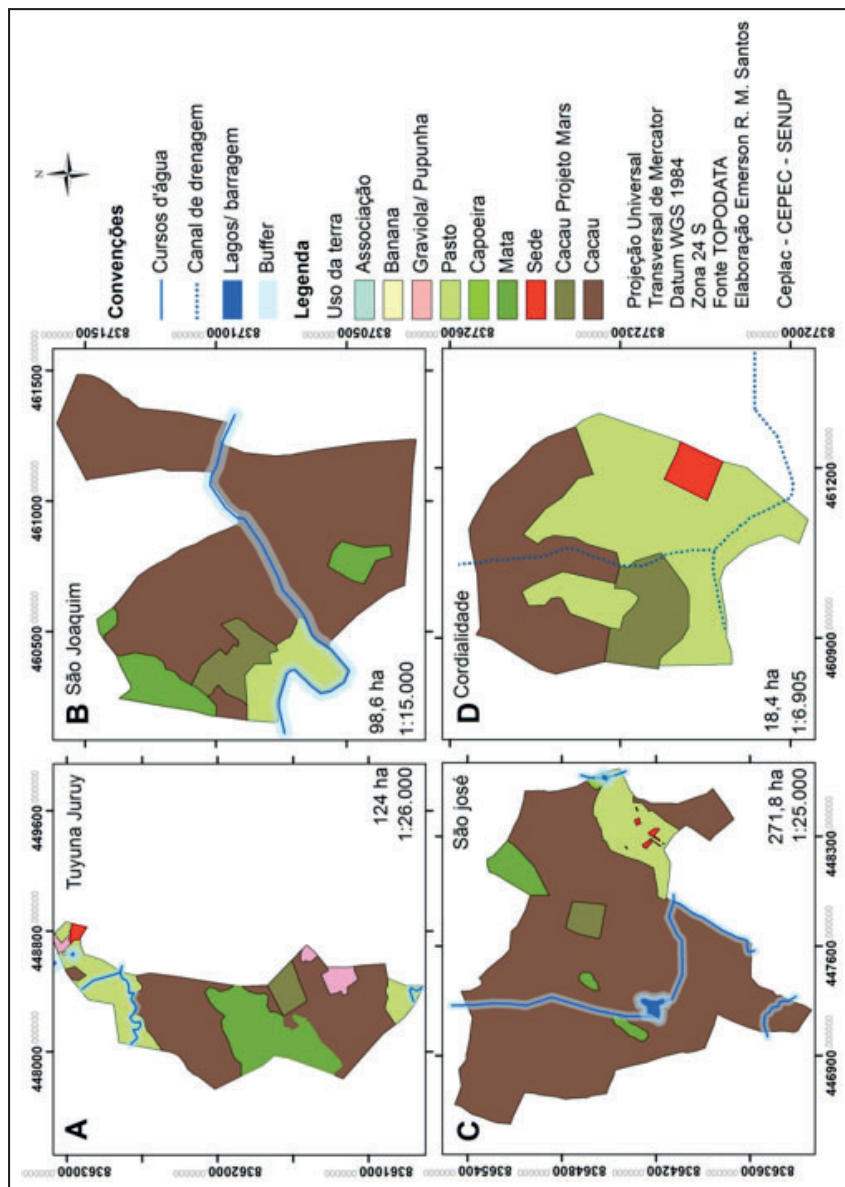 N
Convenções
Cursos d'água
Canal de drenagem
Lagos/ barragem
Buffer
Legenda
Uso da terra
Associação
Banana
Graviola/ Pupunha
Pasto
Capoeira
Mata
Sede
Cacau Projeto Mars
Cacau
Projeção Universal
Transversal de Mercator
Datum WGS 1984
Zona 24 S
Fonte TOPODATA
Elaboração Emerson R. M. Santos
Ceplac - CEPEC - SENUP
A
Tuyuna Juruy
124 ha
1:26.000
448000
448800
449600
8363000
8362000
8361000
B São Joaquim
98,6 ha
1:15.000
460500
461000
461500
8371500
8371000
8370500
C
São josé
271,8 ha
1:25.000
446900
447600
448300
8365400
8364800
8364200
8363600
D Cordialidade
18,4 ha
1:6.905
460900
461200
8372600
8372300
8372000